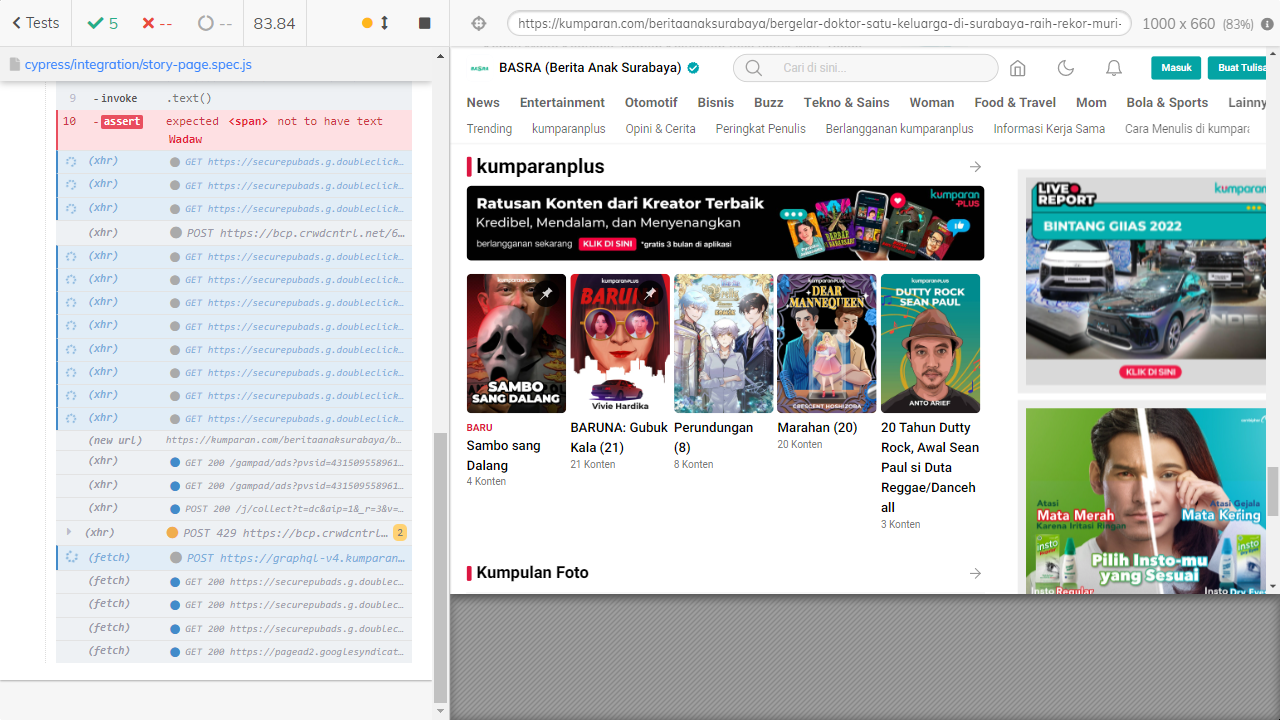 Tests
5
--
--
83.84
https://kumparan.com/beritaanaksurabaya/bergelar-doktor-satu-keluarga-di-surabaya-raih-rekor-muri-
1000 x 660 (83%)
cypress/integration/story-page.spec.js
9 -invoke .text()
10 -assert expected <span> not to have text
Wadaw
(xhr) GET https://securepubads.g.doubleclick…
(xhr) GET https://securepubads.g.doubleclick…
(xhr) GET https://securepubads.g.doubleclick…
(xhr) GET https://bcp.crwdcntrl.net/6…
(xhr) GET https://securepubads.g.doubleclick…
(xhr) GET https://securepubads.g.doubleclick…
(xhr) GET https://securepubads.g.doubleclick…
(xhr) GET https://securepubads.g.doubleclick…
(xhr) GET https://securepubads.g.doubleclick…
(xhr) GET https://securepubads.g.doubleclick…
(xhr) GET https://securepubads.g.doubleclick…
(xhr) GET https://securepubads.g.doubleclick…
(new url) https://kumparan.com/beritaanaksurabaya/b…
(xhr) GET 200 /gampad/ads?pvsid=431509558961…
(xhr) GET 200 /gampad/ads?pvsid=431509558961…
(xhr) POST 200 /j/collect?t=dc&aip=1&_r=3&v=…
(xhr) POST 429 https://bcp.crwdcntrl… 2
(fetch) POST https://graphql-v4.kumparan…
(fetch) GET 200 https://securepubads.g.doublec…
(fetch) GET 200 https://securepubads.g.doublec…
(fetch) GET 200 https://securepubads.g.doublec…
(fetch) GET 200 https://pagead2.googlesyndicat…
BASRA
BASRA (Berita Anak Surabaya)
Cari di sini...
Masuk
Buat Tulisa
News Entertainment Otomotif Bisnis Buzz Tekno & Sains Woman Food & Travel Mom Bola & Sports Lainny
Trending kumparanplus Opini & Cerita Peringkat Penulis Berlangganan kumparanplus Informasi Kerja Sama Cara Menulis di kumpara
kumparanplus
Ratusan Konten dari Kreator Terbaik
Kredibel, Mendalam, dan Menyenangkan
berlangganan sekarang KLIK DI SINI *gratis 3 bulan di aplikasi
kumparan
PLUS
kumparanPLUS
SAMBO
SANG DALANG
BARU
Sambo sang
Dalang
4 Konten
kumparanPLUS
BARUNA
Vivie Hardika
BARUNA: Gubuk
Kala (21)
21 Konten
Perundungan
(8)
8 Konten
kumparanPLUS
DEAR
MANNEQUEEN
CRESCENT HOSHIZORA
Marahan (20)
20 Konten
kumparanPLUS
DUTTY ROCK
SEAN PAUL
ANTO ARIEF
20 Tahun Dutty
Rock, Awal Sean
Paul si Duta
Reggae/Danceh
all
3 Konten
Kumpulan Foto
LIVE
REPORT
kumparan
BINTANG GIIAS 2022
KLIK DI SINI
Atasi
Mata Merah
Karena Iritasi Ringan
Atasi Gejala
Mata Kering
insto
insto
Pilih Insto-mu
yang Sesuai
Insto Regular
Insto Dry Eyes